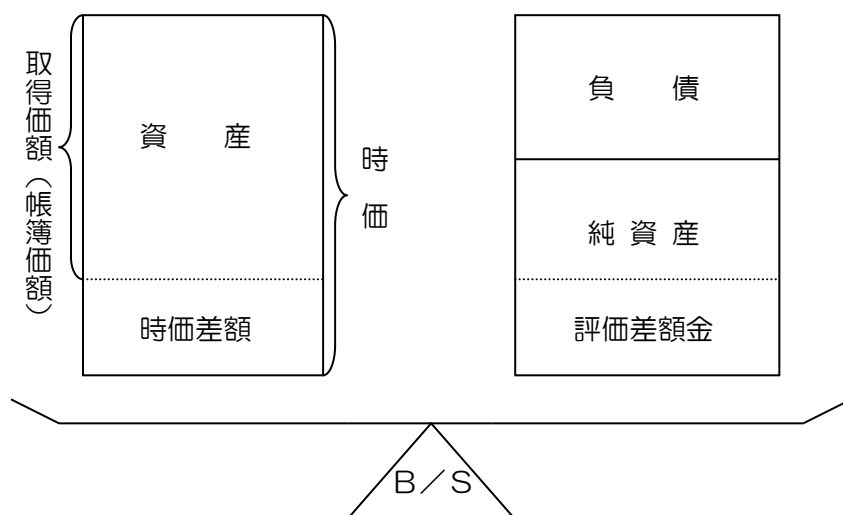 取得価額（帳簿価額）
資　産
時価差額
時価
負　債
純資産
評価差額金
Ｂ／Ｓ